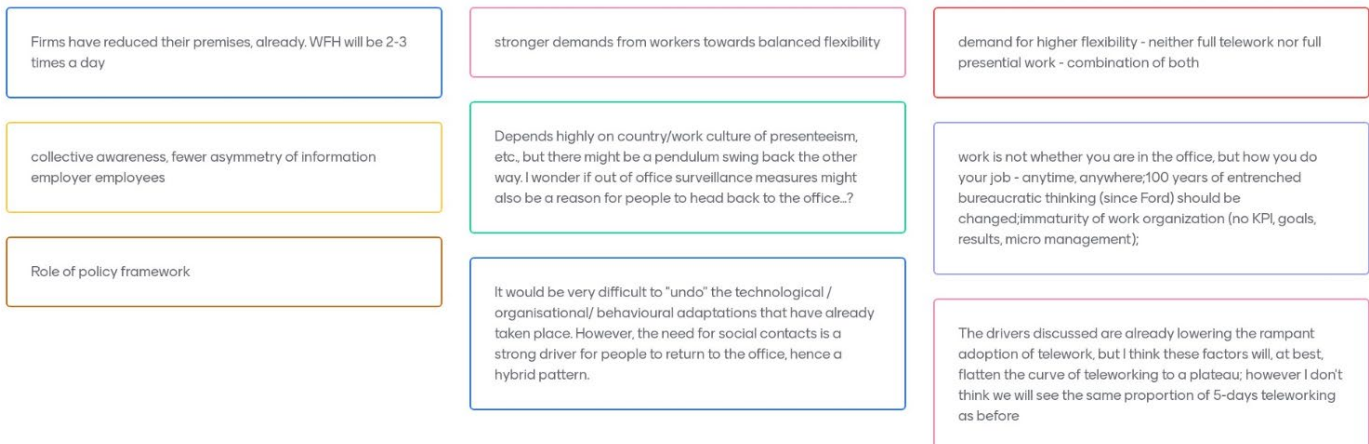 Firms have reduced their premises, already. WFH will be 2-3
times a day
collective awareness, fewer asymmetry of information
employer employees
Role of policy framework
stronger demands from workers towards balanced flexibility
Depends highly on country/work culture of presenteeism,
etc., but there might be a pendulum swing back the other
way. I wonder if out of office surveillance measures might
also be a reason for people to head back to the office...?
It would be very difficult to "undo" the technological /
organisational/ behavioural adaptations that have already
taken place. However, the need for social contacts is a
strong driver for people to return to the office, hence a
hybrid pattern.
demand for higher flexibility - neither full telework nor full
presential work - combination of both
work is not whether you are in the office, but how you do
your job - anytime, anywhere;100 years of entrenched
bureaucratic thinking (since Ford) should be
changed;immaturity of work organization (no KPI, goals,
results, micro management);
The drivers discussed are already lowering the rampant
adoption of telework, but I think these factors will, at best,
flatten the curve of teleworking to a plateau; however I don't
think we will see the same proportion of 5-days teleworking
as before